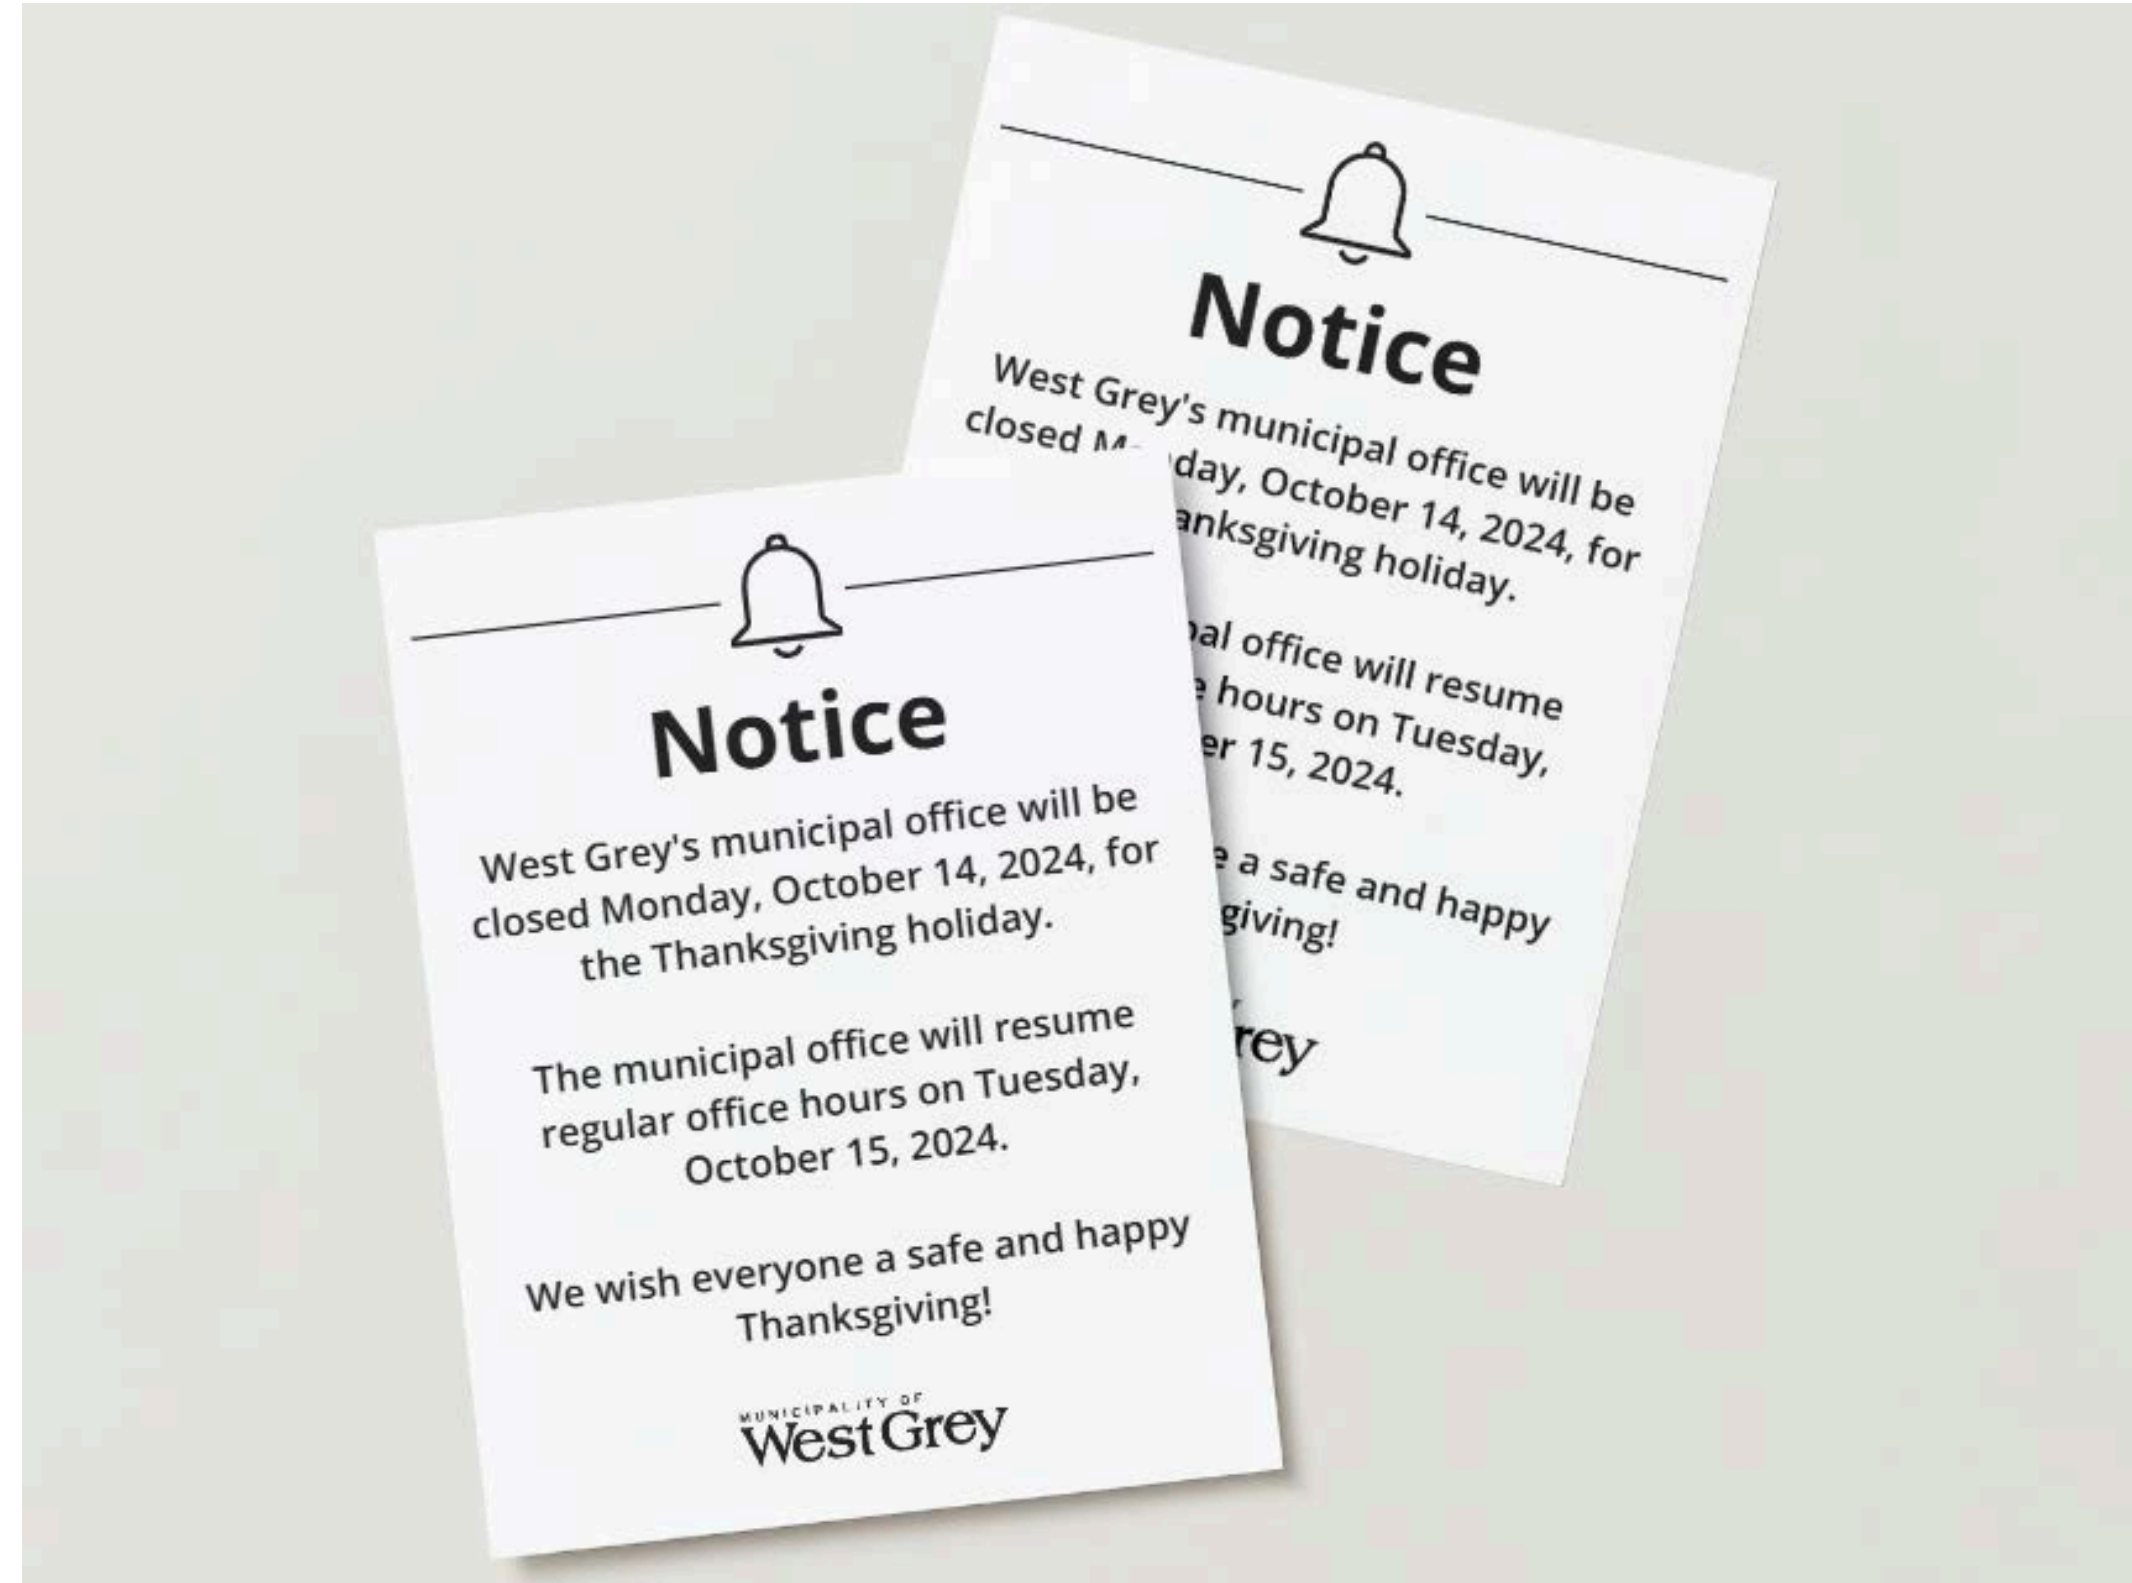 Notice
West Grey's municipal office will be
closed Monday, October 14, 2024, for
the Thanksgiving holiday.
The municipal office will resume
regular office hours on Tuesday,
October 15, 2024.
We wish everyone a safe and happy
Thanksgiving!
MUNICIPALITY OF
West Grey
Notice
West Grey's municipal office will be
closed day, October 14, 2024, for
anksgiving holiday.
al office will resume
hours on Tuesday,
er 15, 2024.
a safe and happy
giving!
rey